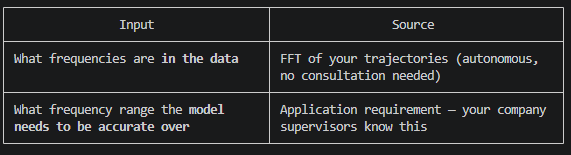 Input Source
What frequencies are in the data FFT of your trajectories (autonomous,
no consultation needed)
What frequency range the model Application requirement — your company
needs to be accurate over supervisors know this